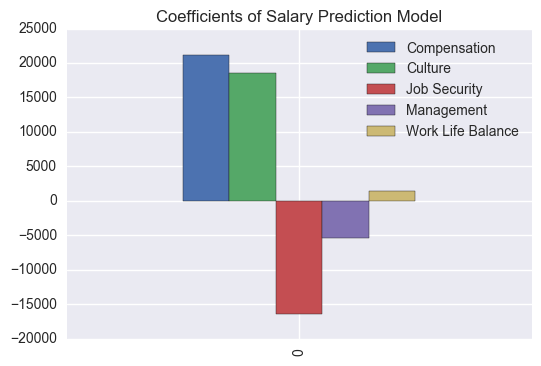 Coefficients of Salary Prediction Model
25000
20000
15000
10000
5000
0
−5000
−10000
−15000
−20000
Compensation
Culture
Job Security
Management
Work Life Balance
0